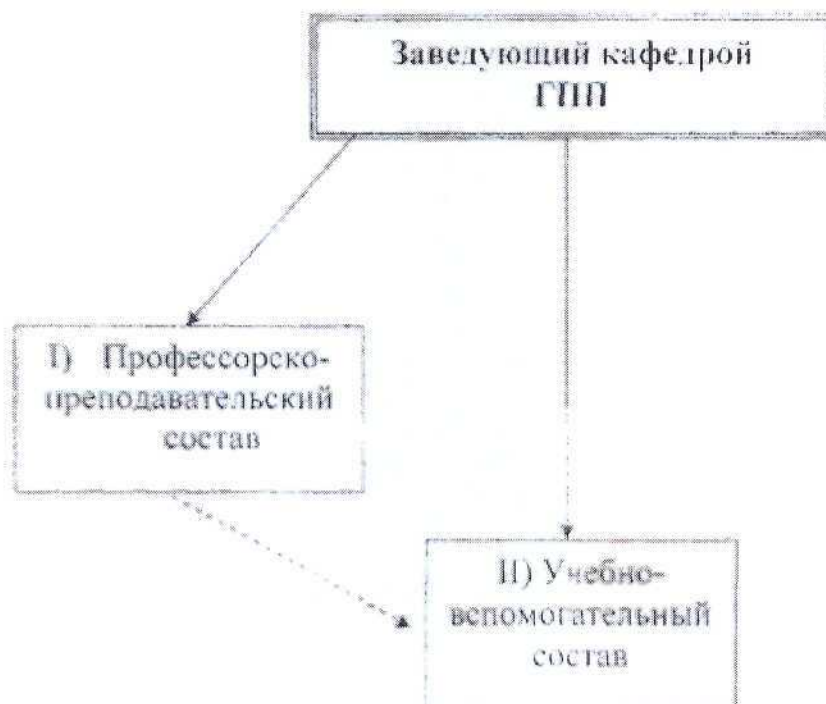 Заведующий кафедрой
ГПП
I) Профессорско-
преподавательский
состав
II) Учебно-
вспомогательный
состав